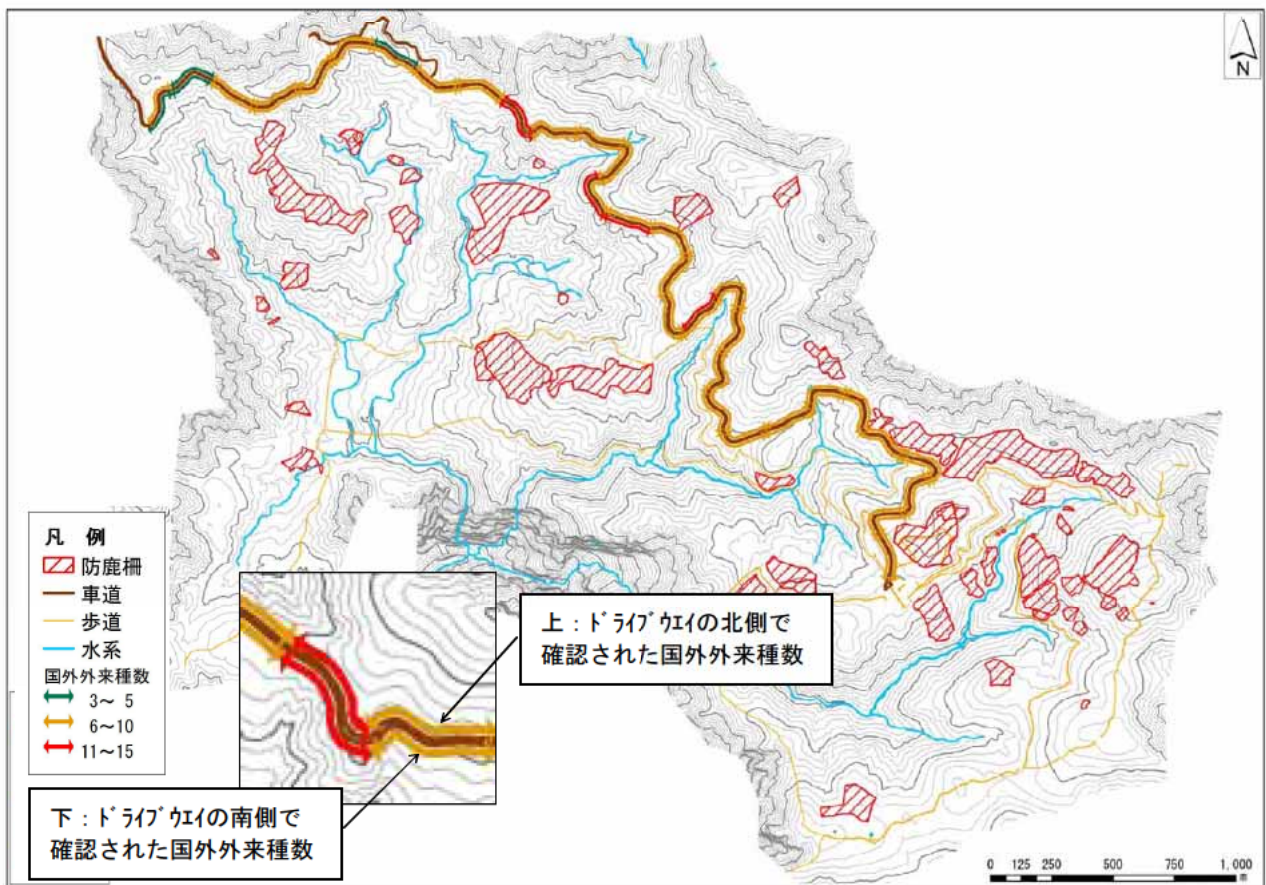 N
凡 例
防鹿柵
車道
歩道
水系
国外外来種数
3～ 5
6～10
11～15
上：ﾄﾞﾗｲﾌﾞｳｴｲの北側で
確認された国外外来種数
下：ﾄﾞﾗｲﾌﾞｳｴｲの南側で
確認された国外外来種数
0 125 250 500 750 1,000